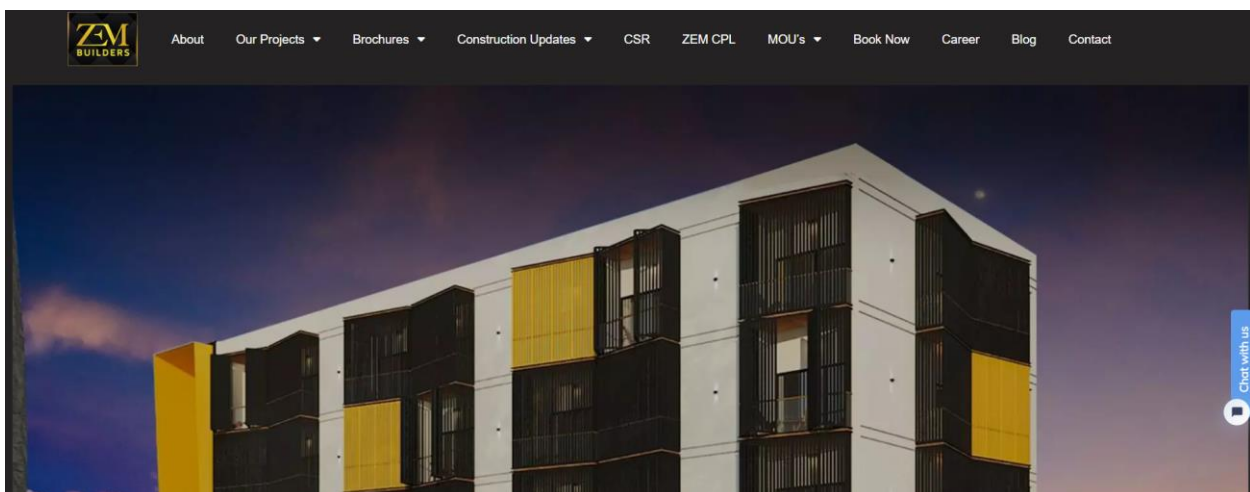 ZEM
BUILDERS
About Our Projects Brochures Construction Updates CSR ZEM CPL MOU's Book Now Career Blog Contact
Chat with us